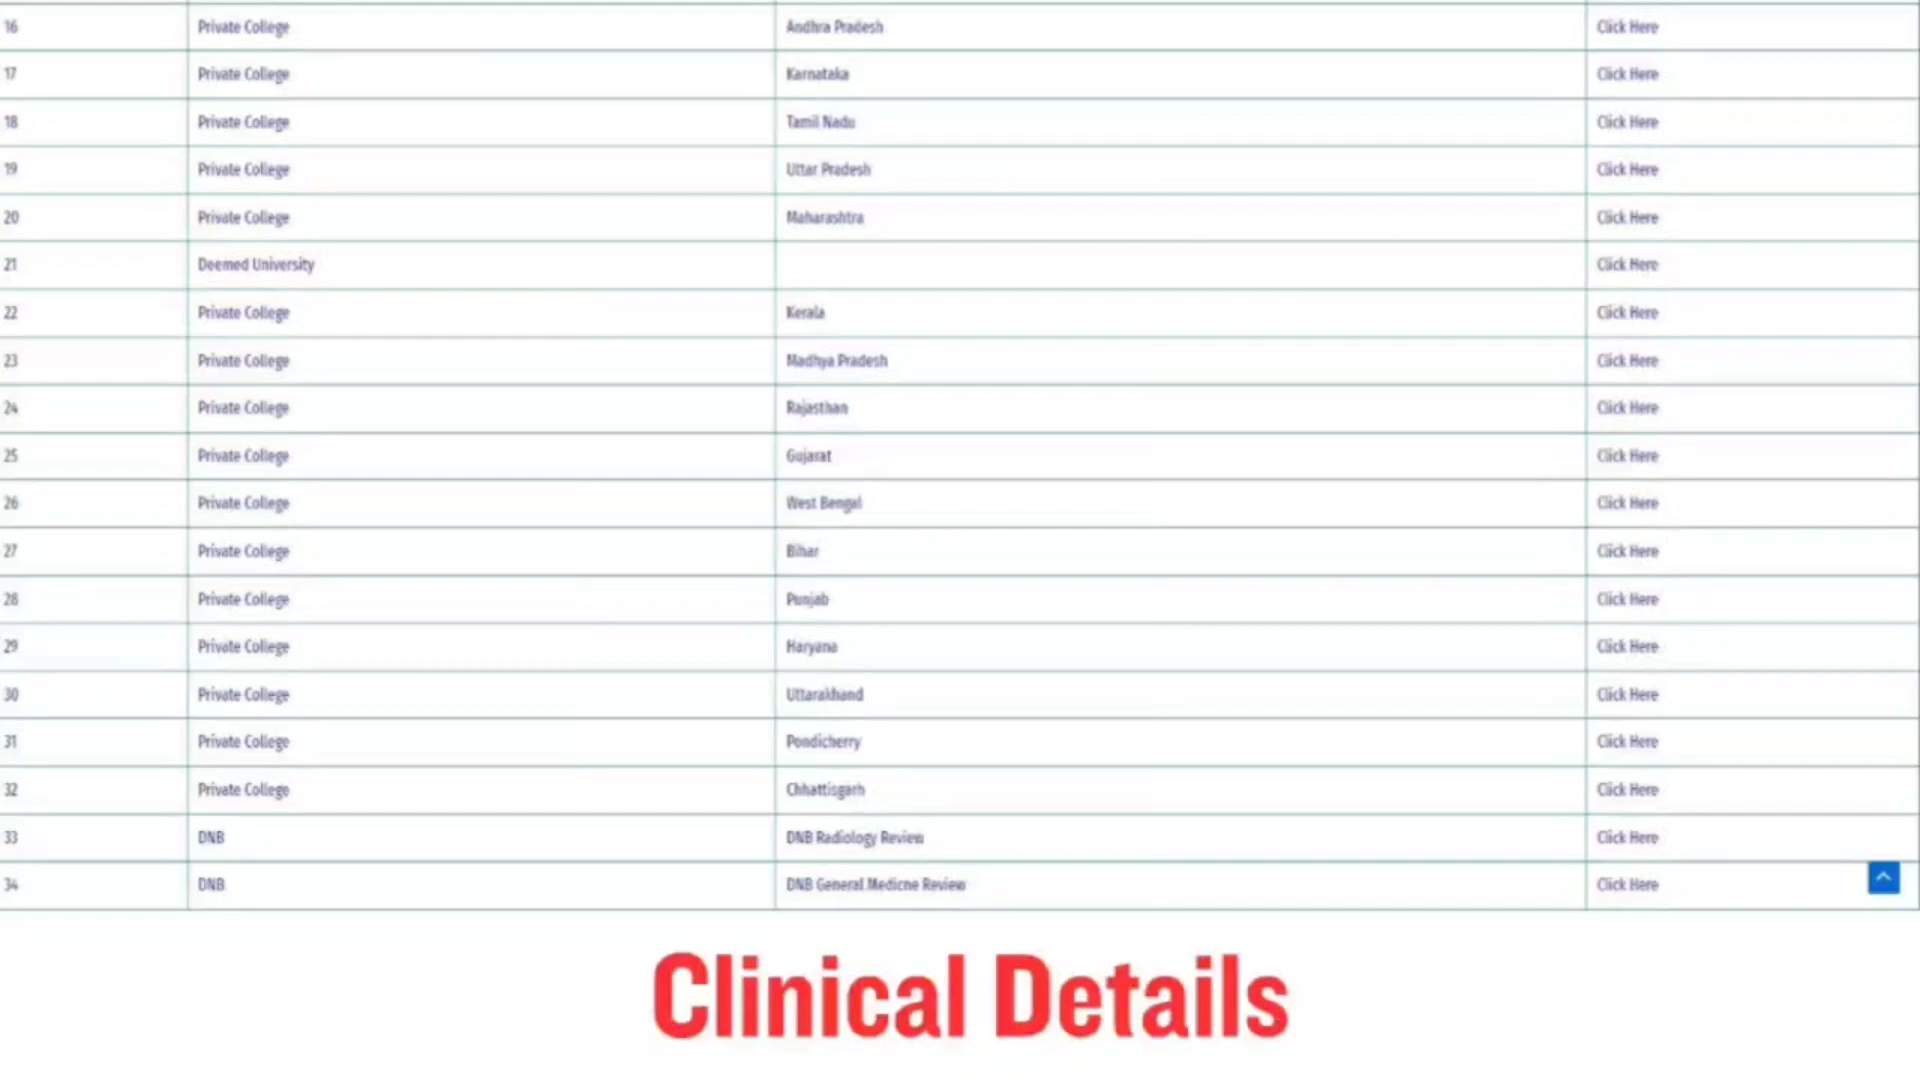 16 Private College Andhra Pradesh Click Here
17 Private College Karnataka Click Here
18 Private College Tamil Nadu Click Here
19 Private College Uttar Pradesh Click Here
20 Private College Maharashtra Click Here
21 Deemed University Click Here
22 Private College Kerala Click Here
23 Private College Madhya Pradesh Click Here
24 Private College Rajasthan Click Here
25 Private College Gujarat Click Here
26 Private College West Bengal Click Here
27 Private College Bihar Click Here
28 Private College Punjab Click Here
29 Private College Haryana Click Here
30 Private College Uttarakhand Click Here
31 Private College Pondicherry Click Here
32 Private College Chhattisgarh Click Here
33 DNB DNB Radiology Review Click Here
34 DNB DNB General Medicne Review Click Here
Clinical Details